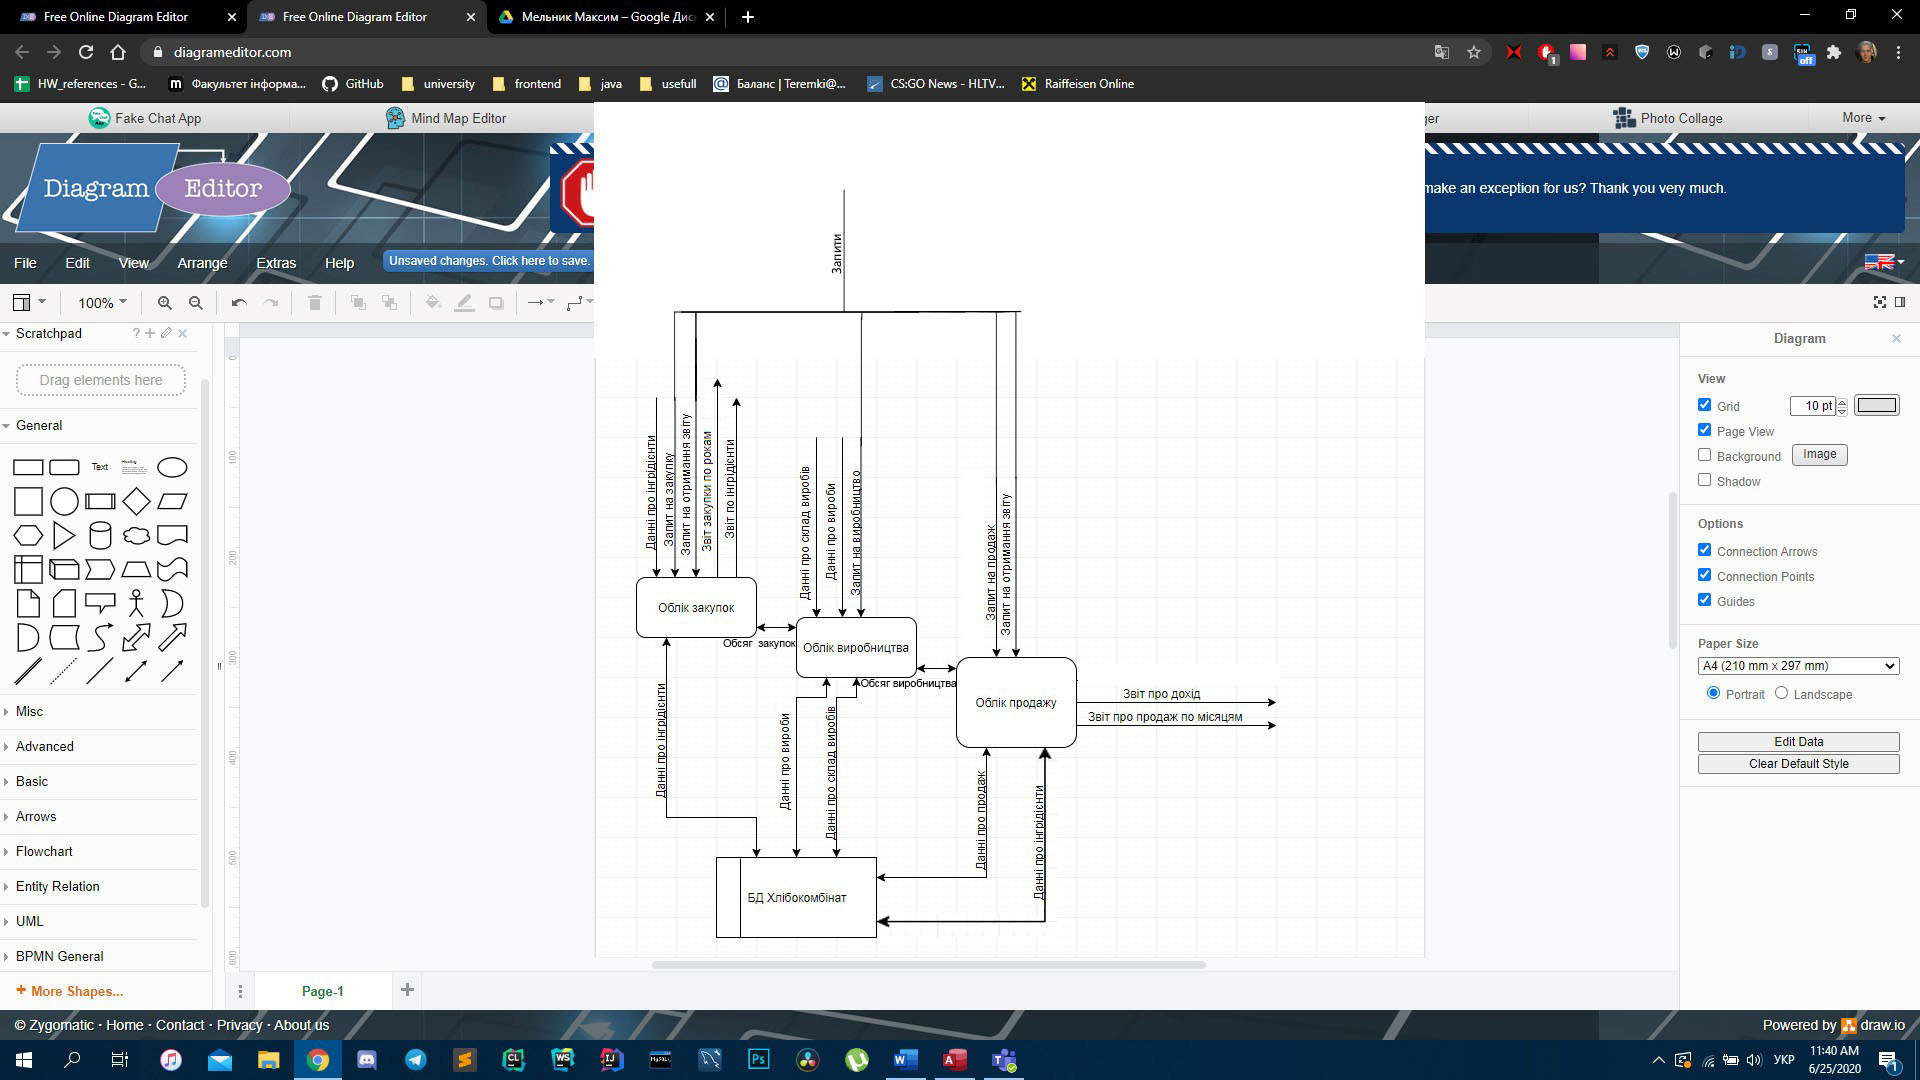 Free Online Diagram Editor
Free Online Diagram Editor
Мельник Максим – Google Дис
diagrameditor.com
HW_references - G...
Факультет інформа...
GitHub
university
frontend
java
usefull
Баланс | Teremki@...
CS:GO News - HLTV...
Raiffeisen Online
Fake Chat App
Mind Map Editor
ger
Photo Collage
More
Diagram
Editor
make an exception for us? Thank you very much.
File Edit View Arrange Extras Help
Unsaved changes. Click here to save.
100%
Scratchpad
Drag elements here
General
Text
Heading
Misc
Advanced
Basic
Arrows
Flowchart
Entity Relation
UML
BPMN General
+ More Shapes...
0
100
200
300
400
500
600
Запити
Данні про інгрідієнти
Запит на закупку
Запит на отримання звіту
Звіт закупки по рокам
Звіт по інгрідієнти
Данні про склад виробів
Данні про вироби
Запит на виробництво
Запит на продаж
Запит на отримання звіту
Облік закупок
Обсяг закупок
Облік виробництва
Обсяг виробництва
Облік продажу
Звіт про дохід
Звіт про продаж по місяцям
Данні про інгрідієнти
Данні про вироби
Данні про склад виробів
Данні про продаж
Данні про інгрідієнти
БД Хлібокомбінат
Page-1
Diagram
View
Grid
10 pt
Page View
Background
Image
Shadow
Options
Connection Arrows
Connection Points
Guides
Paper Size
A4 (210 mm x 297 mm)
Portrait
Landscape
Edit Data
Clear Default Style
© Zygomatic · Home · Contact · Privacy · About us
Powered by draw.io
УКР
11:40 AM
6/25/2020